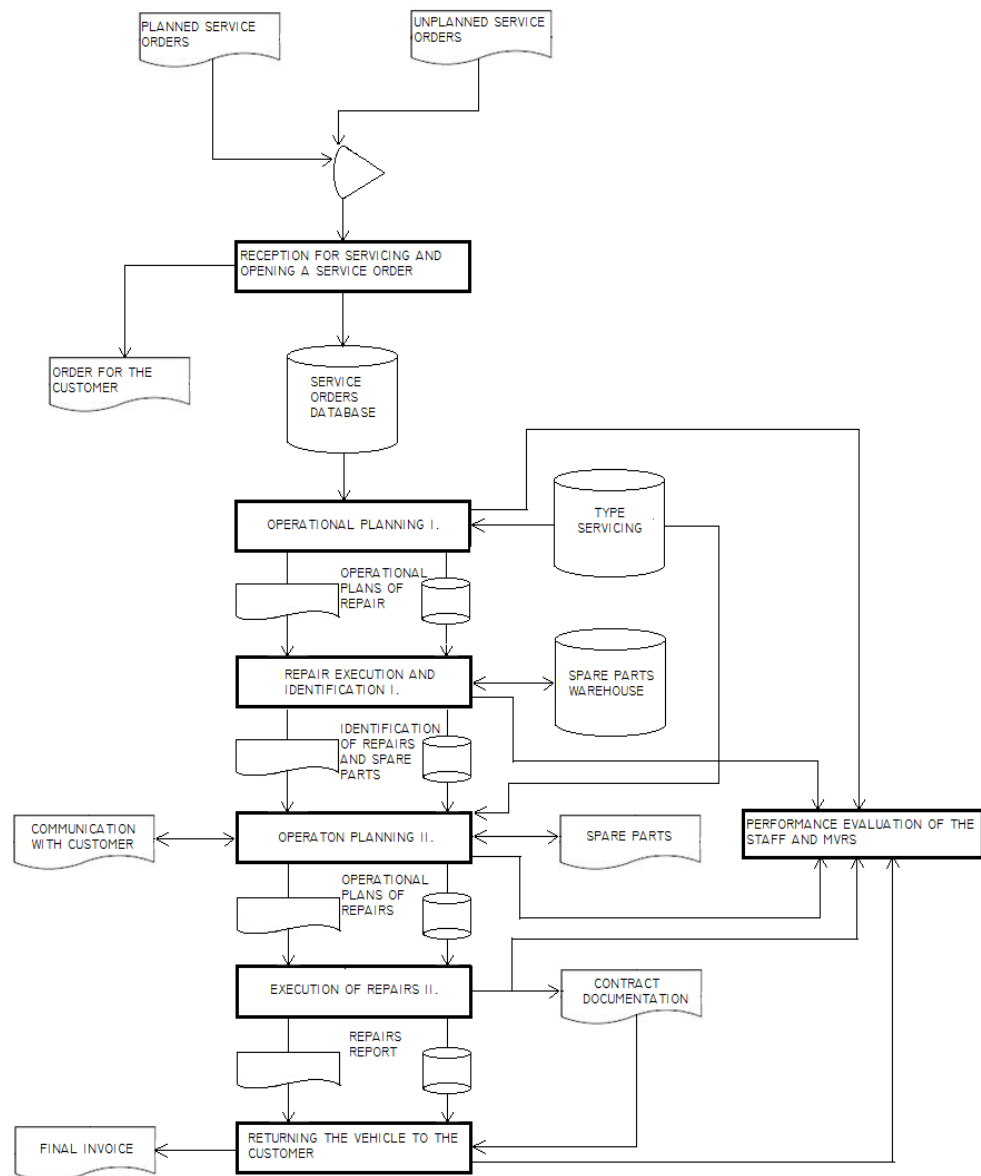 PLANNED SERVICE
ORDERS
UNPLANNED SERVICE
ORDERS
RECEPTION FOR SERVICING AND
OPENING A SERVICE ORDER
ORDER FOR THE
CUSTOMER
SERVICE
ORDERS
DATABASE
OPERATIONAL PLANNING I.
TYPE
SERVICING
OPERATIONAL
PLANS OF
REPAIR
REPAIR EXECUTION AND
IDENTIFICATION I.
SPARE PARTS
WAREHOUSE
IDENTIFICATION
OF REPAIRS
AND SPARE
PARTS
COMMUNICATION
WITH CUSTOMER
OPERATON PLANNING II.
SPARE PARTS
PERFORMANCE EVALUATION OF THE
STAFF AND MVRS
OPERATIONAL
PLANS OF
REPAIRS
EXECUTION OF REPAIRS II.
CONTRACT
DOCUMENTATION
REPAIRS
REPORT
FINAL INVOICE
RETURNING THE VEHICLE TO THE
CUSTOMER